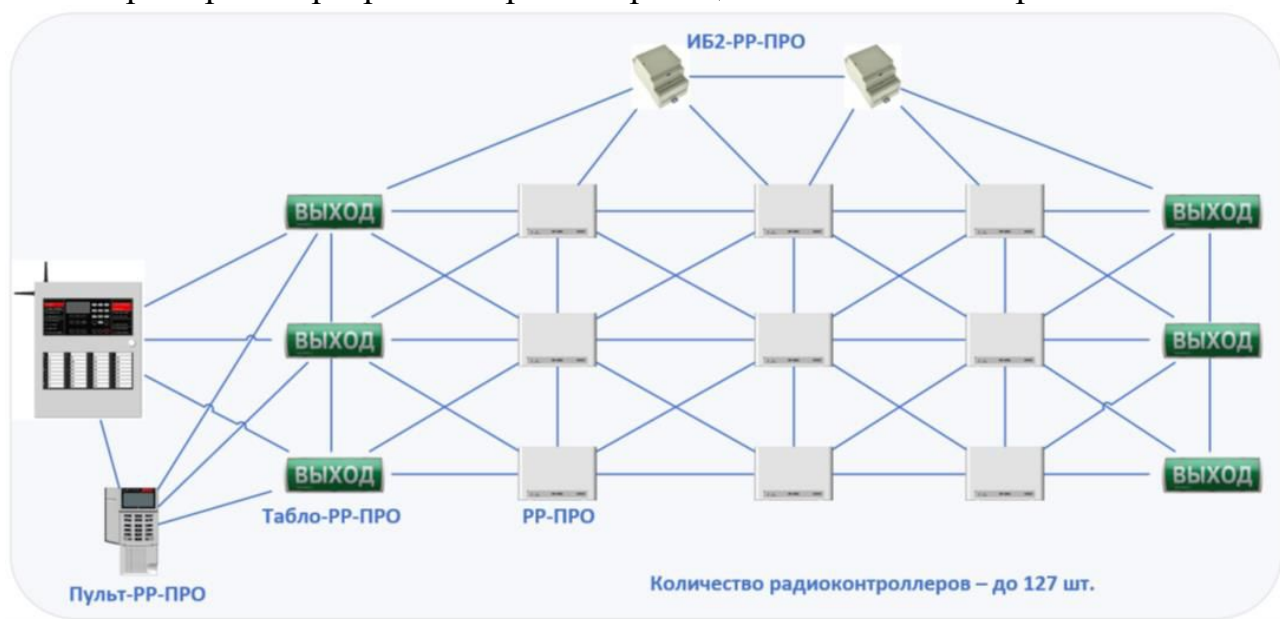 ИБ2-РР-ПРО
ВЫХОД
ВЫХОД
ВЫХОД
ВЫХОД
ВЫХОД
ВЫХОД
Табло-РР-ПРО
РР-ПРО
Пульт-РР-ПРО
Количество радиоконтроллеров – до 127 шт.